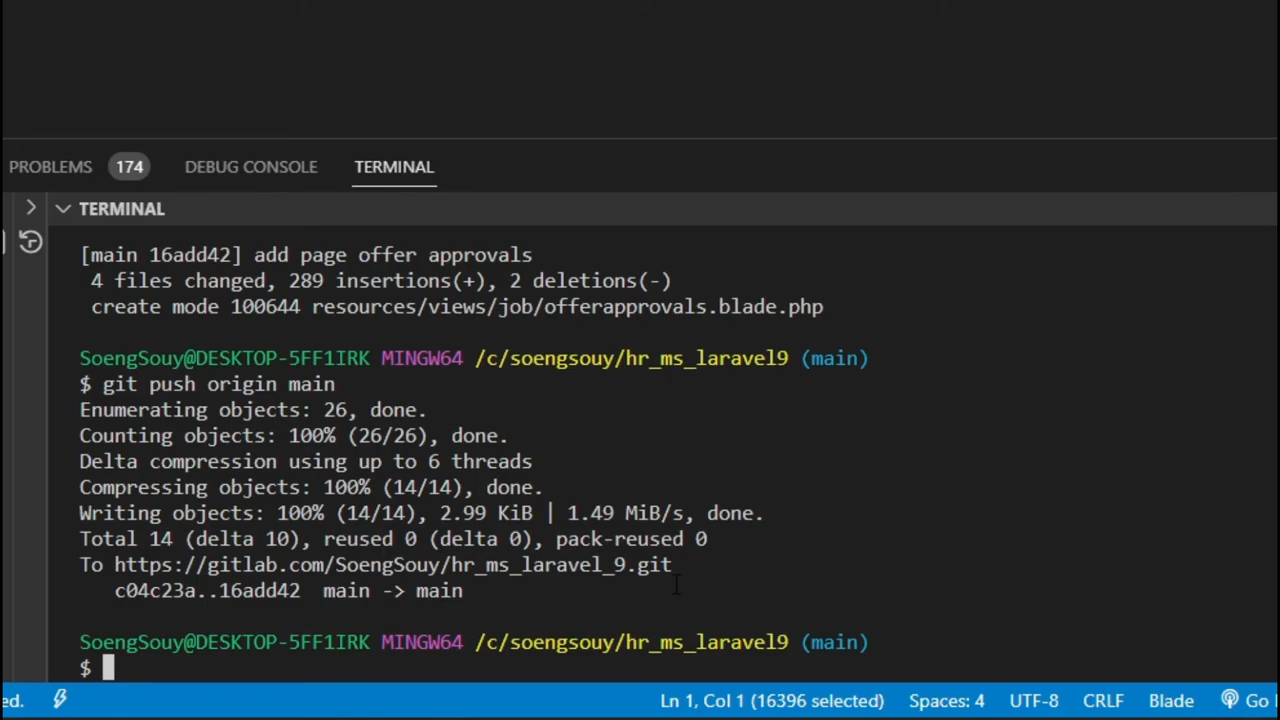 PROBLEMS 174 DEBUG CONSOLE TERMINAL
TERMINAL
[main 16add42] add page offer approvals
4 files changed, 289 insertions(+), 2 deletions(-)
create mode 100644 resources/views/job/offerapprovals.blade.php
SoengSouy@DESKTOP-5FF1IRK MINGW64 /c/soengsouy/hr_ms_laravel9 (main)
$ git push origin main
Enumerating objects: 26, done.
Counting objects: 100% (26/26), done.
Delta compression using up to 6 threads
Compressing objects: 100% (14/14), done.
Writing objects: 100% (14/14), 2.99 KiB | 1.49 MiB/s, done.
Total 14 (delta 10), reused 0 (delta 0), pack-reused 0
To https://gitlab.com/SoengSouy/hr_ms_laravel_9.git
c04c23a..16add42 main -> main
SoengSouy@DESKTOP-5FF1IRK MINGW64 /c/soengsouy/hr_ms_laravel9 (main)
$
ed. Ln 1, Col 1 (16396 selected) Spaces: 4 UTF-8 CRLF Blade Go